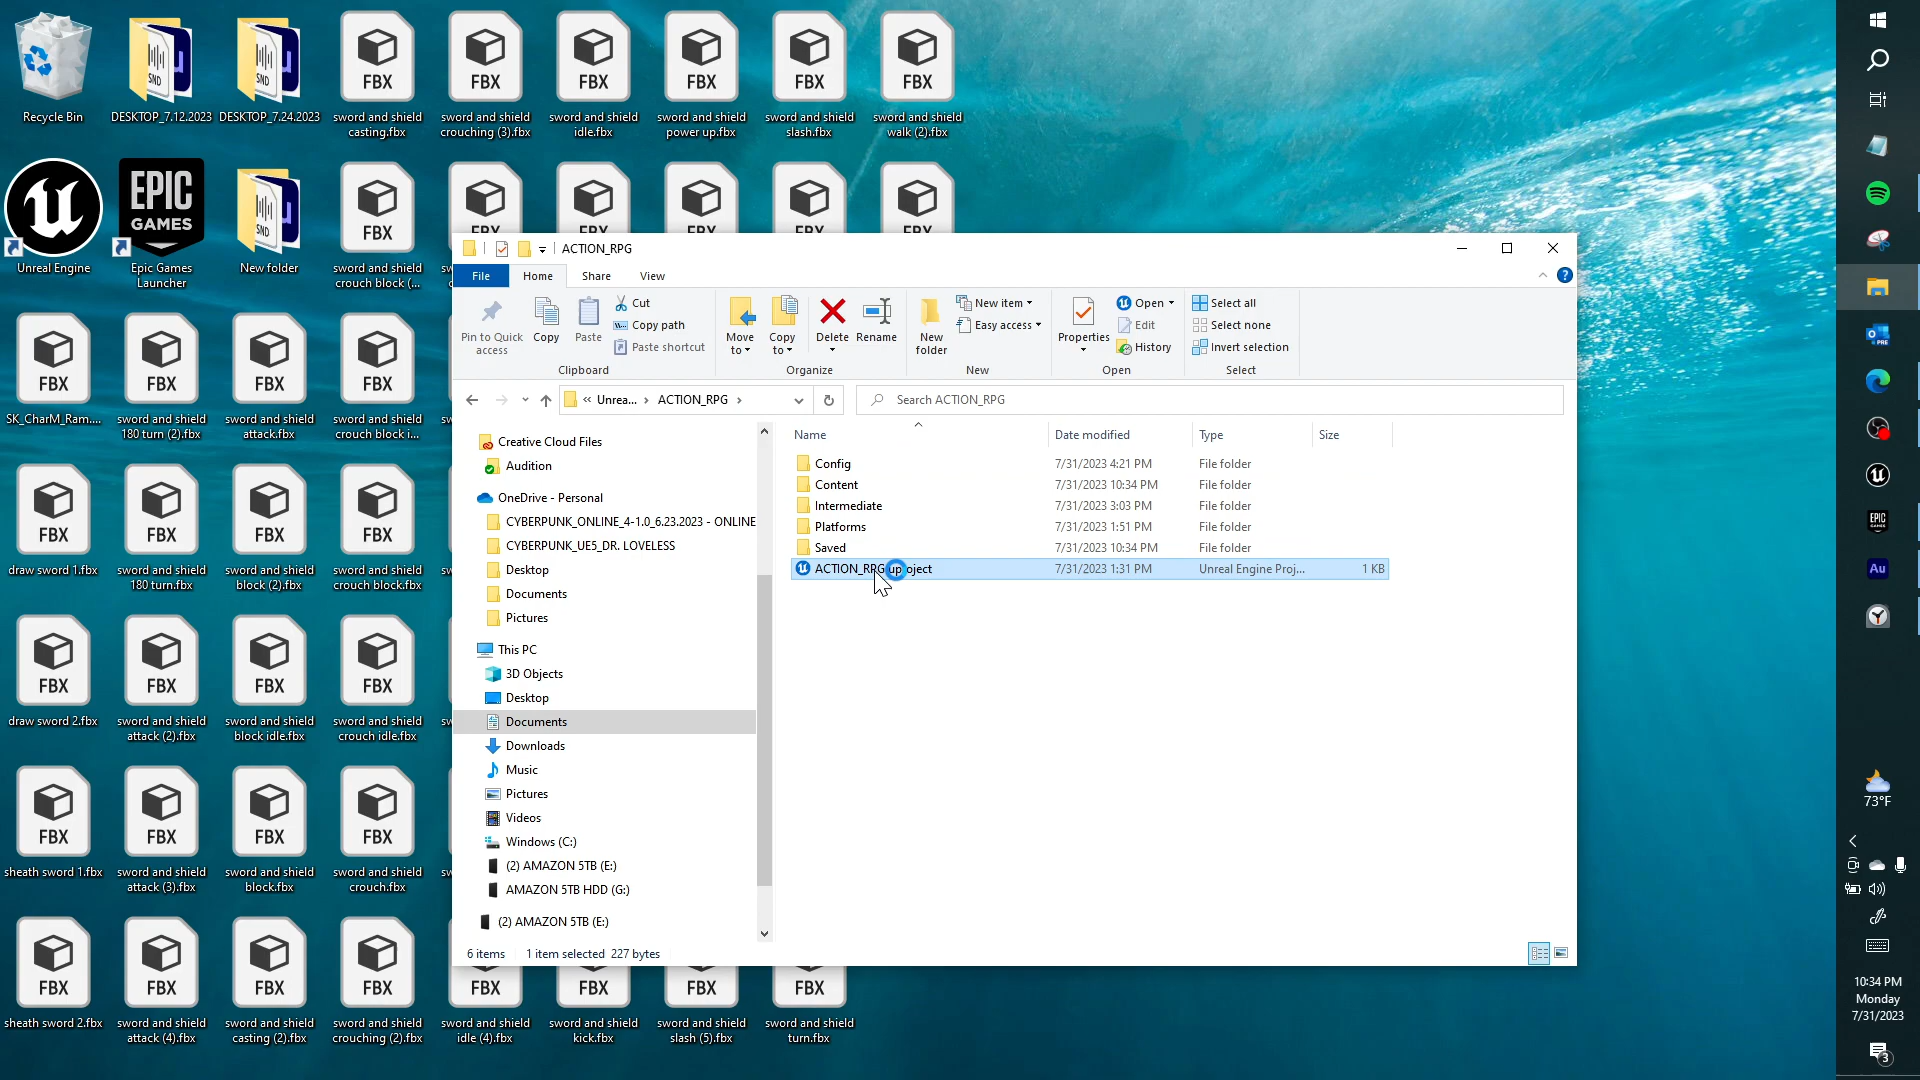 Recycle Bin
DESKTOP_7.12.2023
DESKTOP_7.24.2023
FBX
sword and shield
casting.fbx
FBX
sword and shield
crouching (3).fbx
FBX
sword and shield
idle.fbx
FBX
sword and shield
power up.fbx
FBX
sword and shield
slash.fbx
FBX
sword and shield
walk (2).fbx
Unreal Engine
EPIC
GAMES
Epic Games
Launcher
New folder
FBX
sword and shield
crouch block (...
FBX
FBX
FBX
FBX
FBX
FBX
SK_CharM_Ram....
FBX
sword and shield
180 turn (2).fbx
FBX
sword and shield
attack.fbx
FBX
sword and shield
crouch block i...
FBX
draw sword 1.fbx
FBX
sword and shield
180 turn.fbx
FBX
sword and shield
block (2).fbx
FBX
sword and shield
crouch block.fbx
FBX
draw sword 2.fbx
FBX
sword and shield
attack (2).fbx
FBX
sword and shield
block idle.fbx
FBX
sword and shield
crouch idle.fbx
FBX
sheath sword 1.fbx
FBX
sword and shield
attack (3).fbx
FBX
sword and shield
block.fbx
FBX
sword and shield
crouch.fbx
FBX
sheath sword 2.fbx
FBX
sword and shield
attack (4).fbx
FBX
sword and shield
casting (2).fbx
FBX
sword and shield
crouching (2).fbx
FBX
sword and shield
idle (4).fbx
FBX
sword and shield
kick.fbx
FBX
sword and shield
slash (5).fbx
FBX
sword and shield
turn.fbx
ACTION_RPG
File Home Share View
Pin to Quick
access
Copy
Paste
Cut
Copy path
Paste shortcut
Clipboard
Move
to
Copy
to
Delete
Rename
Organize
New
folder
New item
Easy access
New
Properties
Open
Edit
History
Open
Select all
Select none
Invert selection
Select
« Unrea... › ACTION_RPG ›
Search ACTION_RPG
Creative Cloud Files
Audition
OneDrive - Personal
CYBERPUNK_ONLINE_4-1.0_6.23.2023 - ONLINE
CYBERPUNK_UE5_DR. LOVELESS
Desktop
Documents
Pictures
This PC
3D Objects
Desktop
Documents
Downloads
Music
Pictures
Videos
Windows (C:)
(2) AMAZON 5TB (E:)
AMAZON 5TB HDD (G:)
(2) AMAZON 5TB (E:)
Name Date modified Type Size
Config 7/31/2023 4:21 PM File folder
Content 7/31/2023 10:34 PM File folder
Intermediate 7/31/2023 3:03 PM File folder
Platforms 7/31/2023 1:51 PM File folder
Saved 7/31/2023 10:34 PM File folder
ACTION_RPG.uproject 7/31/2023 1:31 PM Unreal Engine Proj... 1 KB
6 items 1 item selected 227 bytes
PRE
EPIC
Au
73°F
10:34 PM
Monday
7/31/2023
3